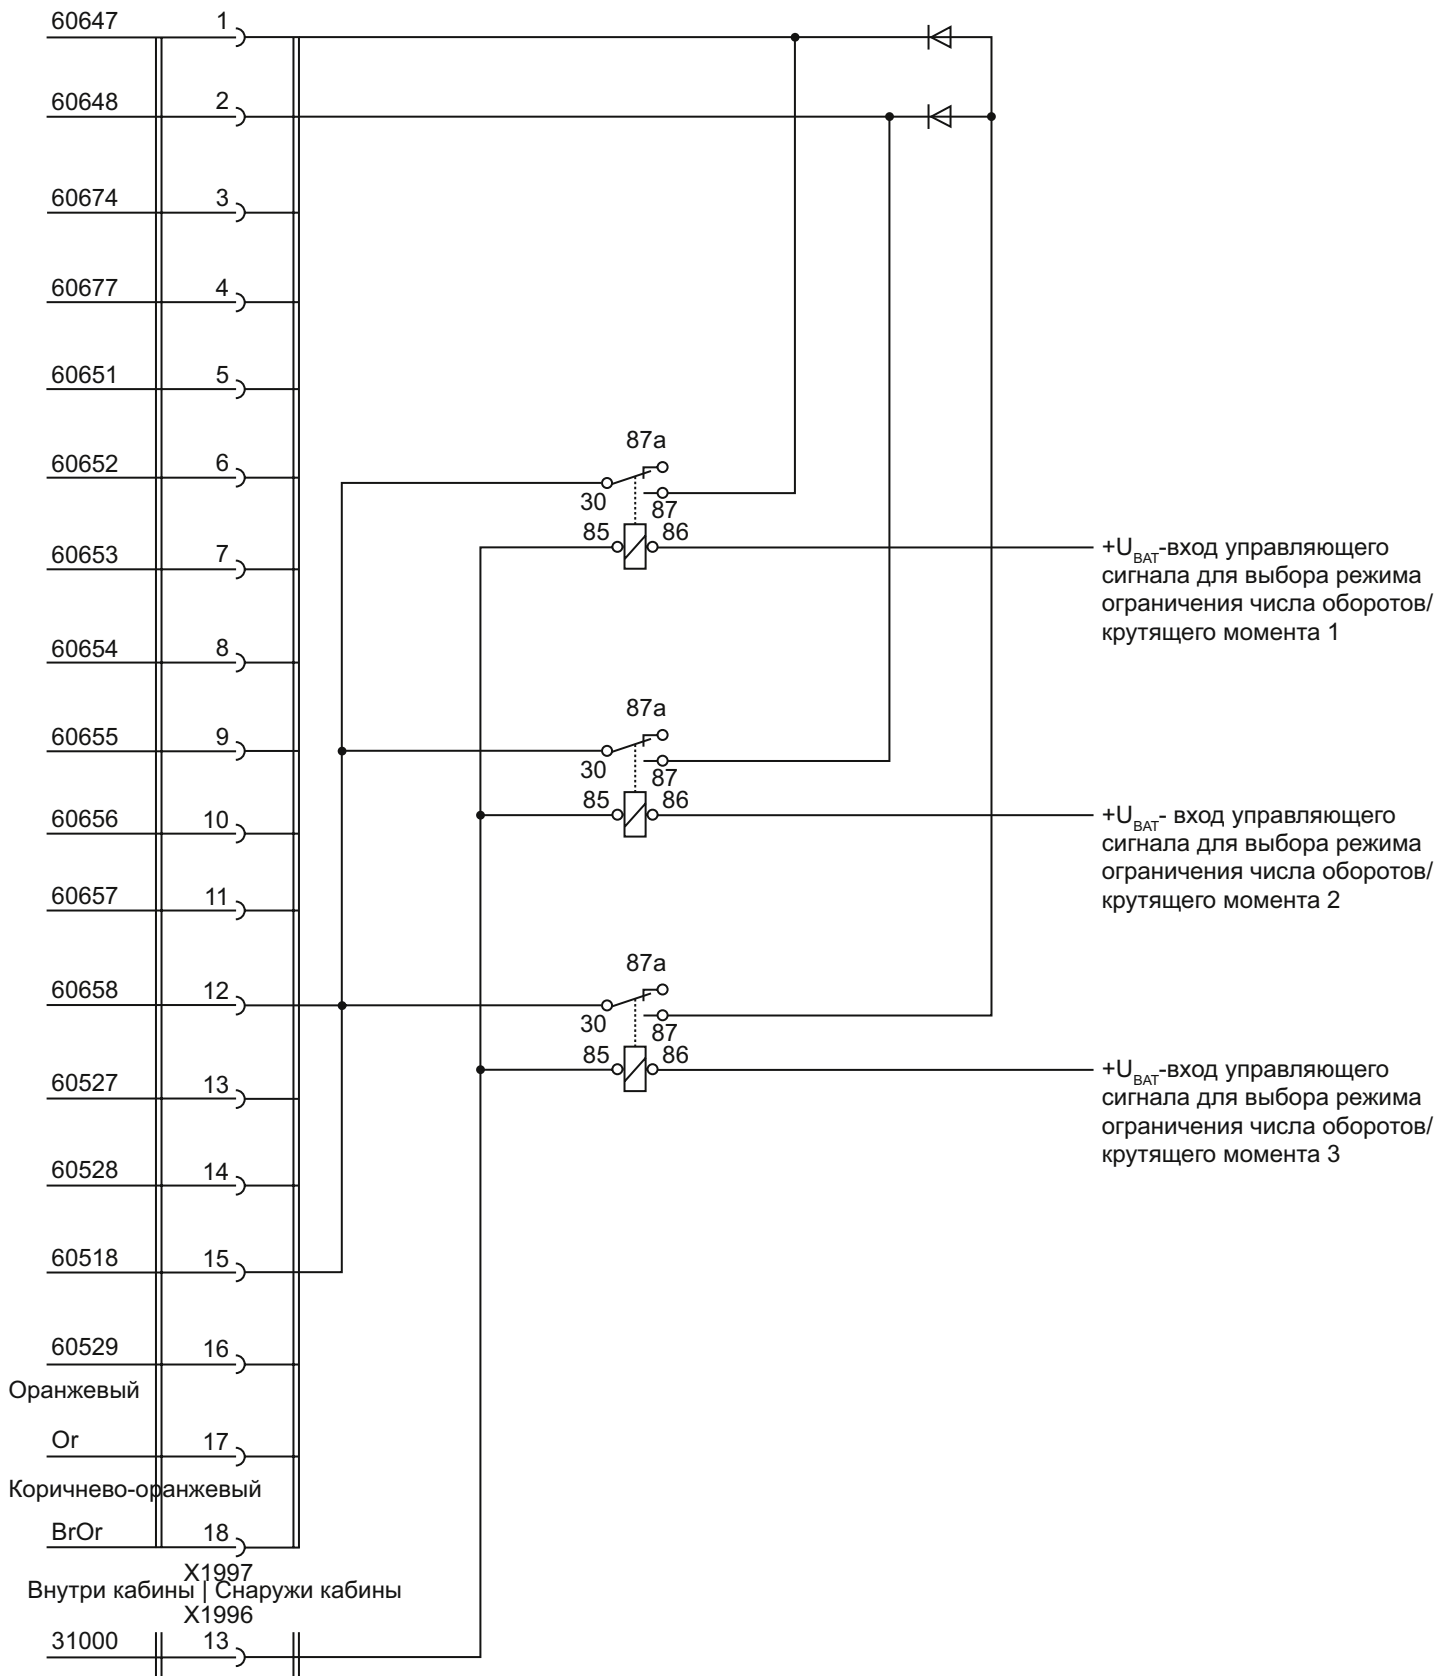 60647 1
60648 2
60674 3
60677 4
60651 5
87a
60652 6
30
87
85 86
60653 7
+U BAT-вход управляющего
сигнала для выбора режима
ограничения числа оборотов/
крутящего момента 1
60654 8
87a
60655 9
30
87
85 86
60656 10
+U BAT- вход управляющего
сигнала для выбора режима
ограничения числа оборотов/
крутящего момента 2
60657 11
87a
60658 12
30
87
85 86
60527 13
+U BAT-вход управляющего
сигнала для выбора режима
ограничения числа оборотов/
крутящего момента 3
60528 14
60518 15
60529 16
Оранжевый
Or 17
Коричнево-оранжевый
BrOr 18
X1997
Внутри кабины | Снаружи кабины
X1996
31000 13